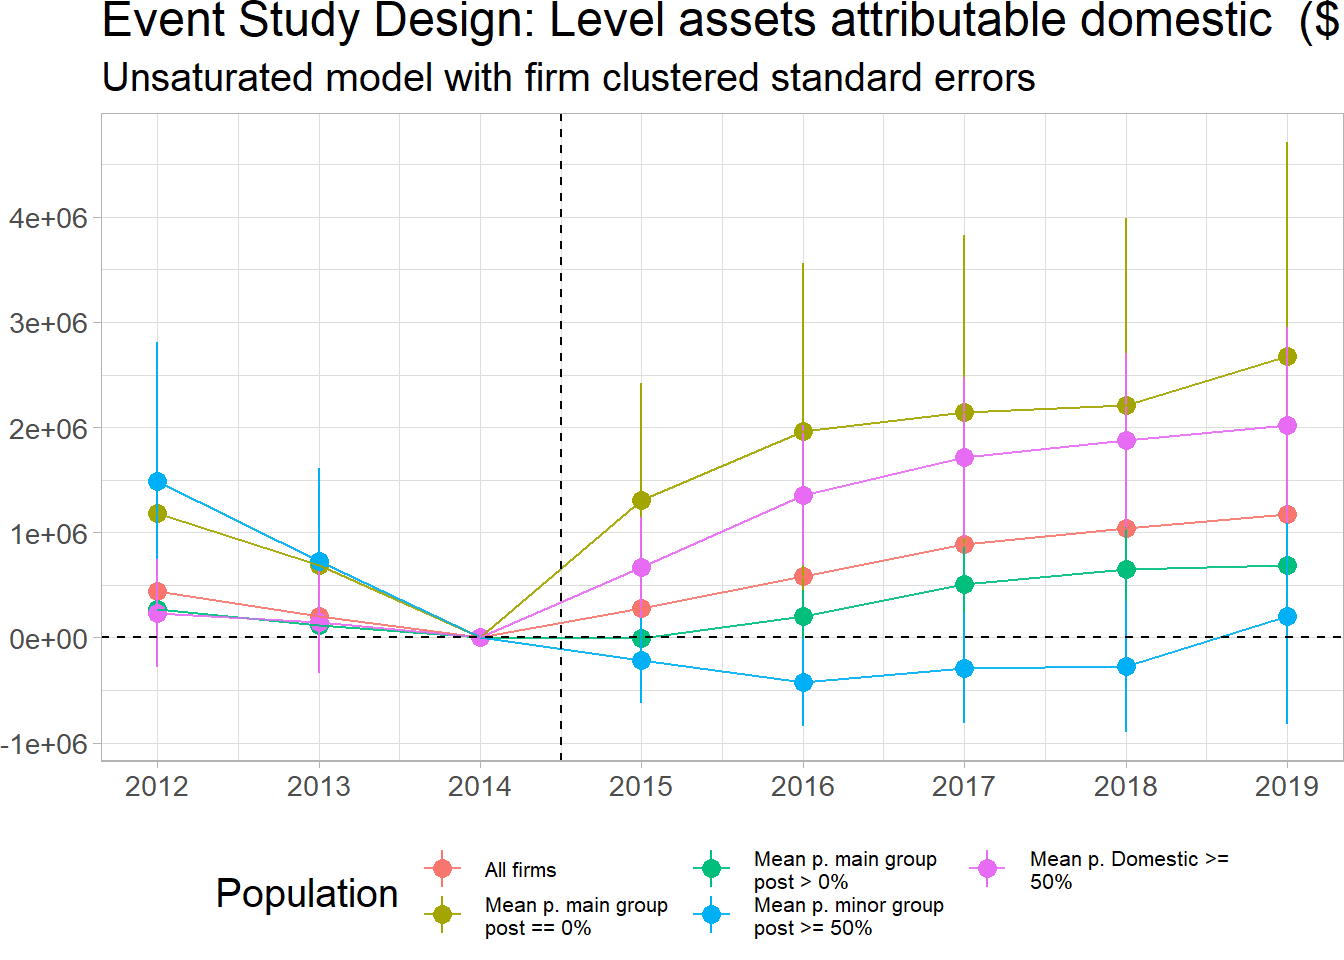 Event Study Design: Level assets attributable domestic  ($
Unsaturated model with firm clustered standard errors
4e+06
3e+06
2e+06
1e+06
0e+00
-1e+06
2012 2013 2014 2015 2016 2017 2018 2019
Population
All firms
Mean p. main group
post == 0%
Mean p. main group
post > 0%
Mean p. minor group
post >= 50%
Mean p. Domestic >=
50%